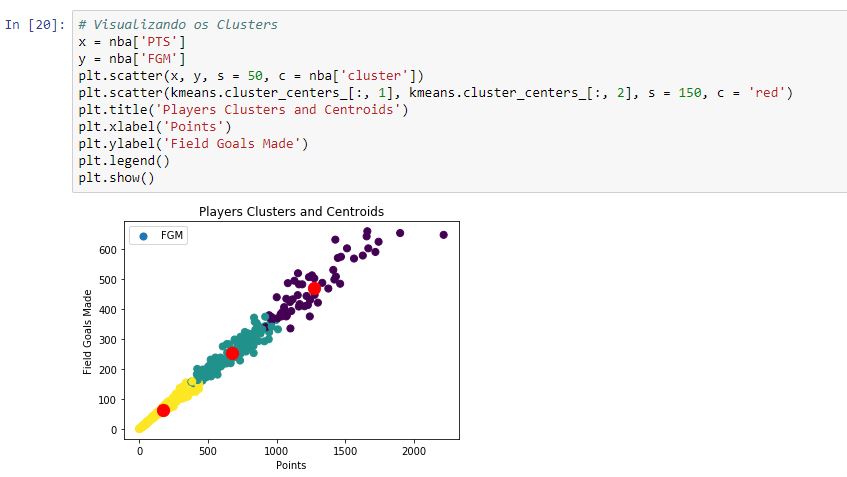 In [20]: # Visualizando os Clusters
x = nba['PTS']
y = nba['FGM']
plt.scatter(x, y, s = 50, c = nba['cluster'])
plt.scatter(kmeans.cluster_centers_[:, 1], kmeans.cluster_centers_[:, 2], s = 150, c = 'red')
plt.title('Players Clusters and Centroids')
plt.xlabel('Points')
plt.ylabel('Field Goals Made')
plt.legend()
plt.show()
Players Clusters and Centroids
FGM
600
500
400
300
200
100
0
Field Goals Made
0 500 1000 1500 2000
Points